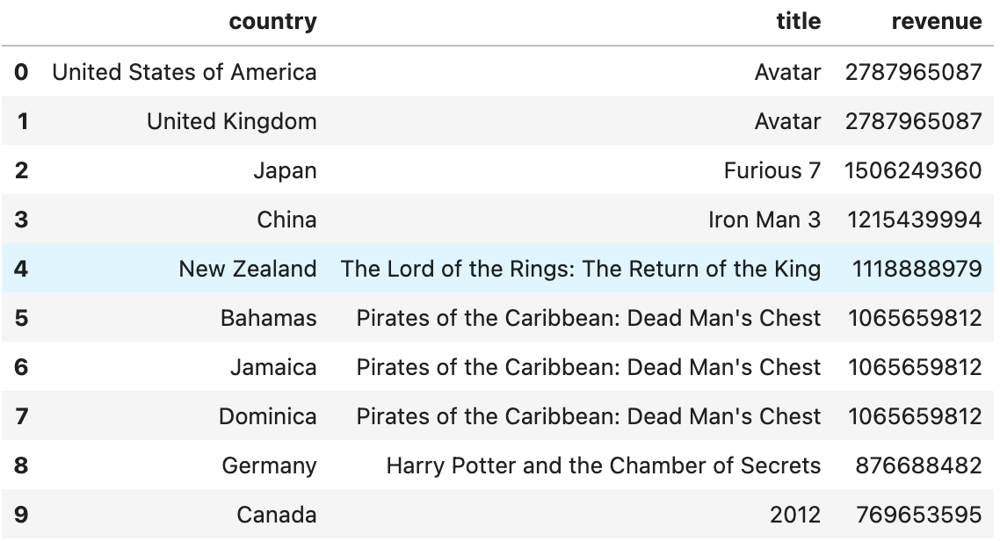 country title revenue
0 United States of America Avatar 2787965087
1 United Kingdom Avatar 2787965087
2 Japan Furious 7 1506249360
3 China Iron Man 3 1215439994
4 New Zealand The Lord of the Rings: The Return of the King 1118888979
5 Bahamas Pirates of the Caribbean: Dead Man's Chest 1065659812
6 Jamaica Pirates of the Caribbean: Dead Man's Chest 1065659812
7 Dominica Pirates of the Caribbean: Dead Man's Chest 1065659812
8 Germany Harry Potter and the Chamber of Secrets 876688482
9 Canada 2012 769653595